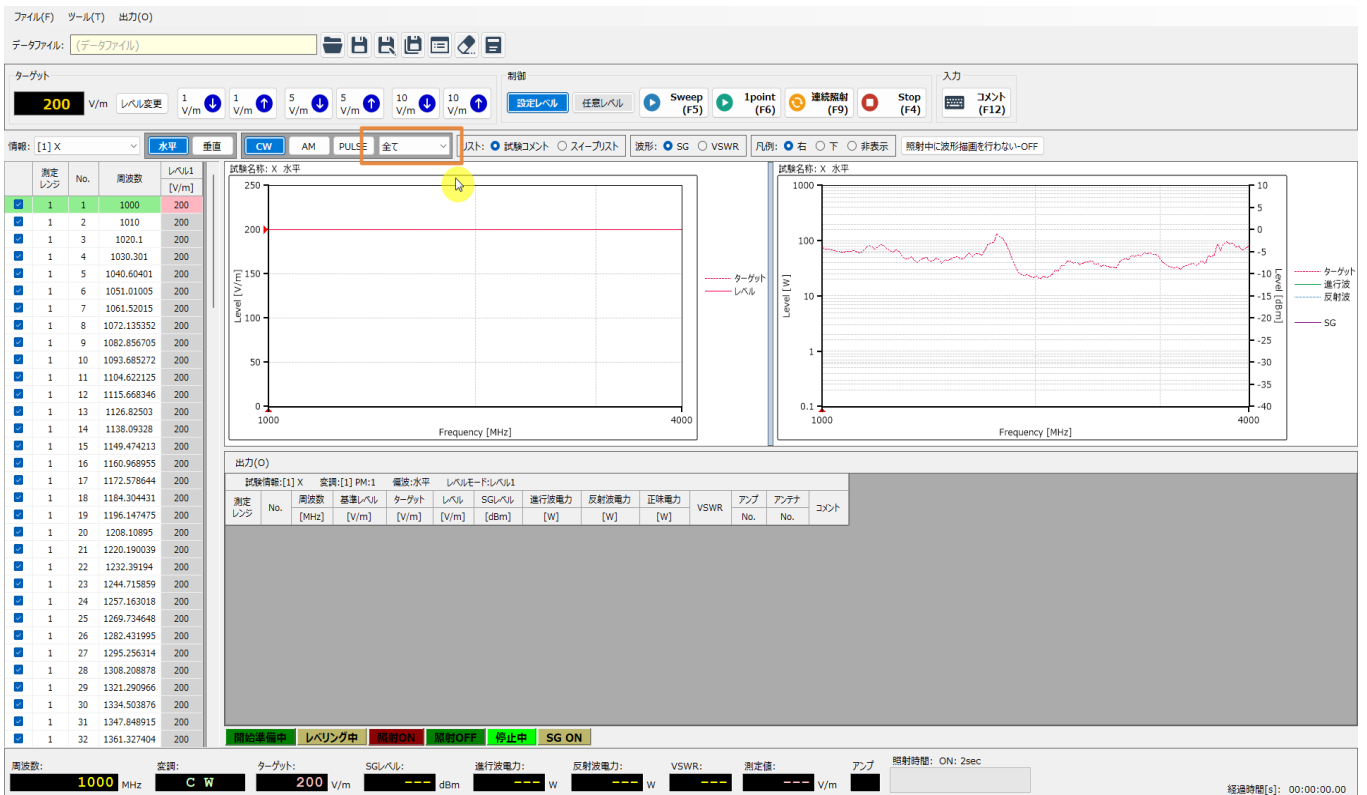 ファイル(F) ツール(T) 出力(O)
データファイル: (データファイル)
ターゲット 制御 入力
200 V/m レベル変更 1 V/m 1 V/m 5 V/m 5 V/m 10 V/m 10 V/m 設定レベル 任意レベル Sweep (F5) 1point (F6) 連続照射 (F9) Stop (F4) コメント (F12)
情報: [1] X 水平 垂直 CW AM PULSE 全て リスト: 試験コメント スイープリスト 波形: SG VSWR 凡例: 右 下 非表示 照射中に波形描画を行わない-OFF
測定レンジ No. 周波数 レベル1 [V/m]
1 1 1000 200
1 2 1010 200
1 3 1020.1 200
1 4 1030.301 200
1 5 1040.60401 200
1 6 1051.01005 200
1 7 1061.52015 200
1 8 1072.135352 200
1 9 1082.856705 200
1 10 1093.685272 200
1 11 1104.622125 200
1 12 1115.668346 200
1 13 1126.82503 200
1 14 1138.09328 200
1 15 1149.474213 200
1 16 1160.968955 200
1 17 1172.578644 200
1 18 1184.304431 200
1 19 1196.147475 200
1 20 1208.10895 200
1 21 1220.190039 200
1 22 1232.39194 200
1 23 1244.715859 200
1 24 1257.163018 200
1 25 1269.734648 200
1 26 1282.431995 200
1 27 1295.256314 200
1 28 1308.208878 200
1 29 1321.290966 200
1 30 1334.503876 200
1 31 1347.848915 200
1 32 1361.327404 200
試験名称: X 水平
250
200
150
100
50
0
Level [V/m]
1000 4000
Frequency [MHz]
ターゲット
レベル
試験名称: X 水平
1000
100
10
1
0.1
Level [W]
10
5
0
-5
-10
-15
-20
-25
-30
-35
-40
Level [dBm]
1000 4000
Frequency [MHz]
ターゲット
進行波
反射波
SG
出力(O)
試験情報:[1] X 変調:[1] PM:1 偏波:水平 レベルモード:レベル1
測定レンジ No. 周波数 [MHz] 基準レベル [V/m] ターゲット [V/m] レベル [V/m] SGレベル [dBm] 進行波電力 [W] 反射波電力 [W] 正味電力 [W] VSWR アンプ No. アンテナ No. コメント
開始準備中 レベリング中 照射ON 照射OFF 停止中 SG ON
周波数: 変調: ターゲット: SGレベル: 進行波電力: 反射波電力: VSWR: 測定値: アンプ 照射時間: ON: 2sec
1000 MHz C W 200 V/m --- dBm --- W --- W --- --- V/m
経過時間[s]: 00:00:00.00